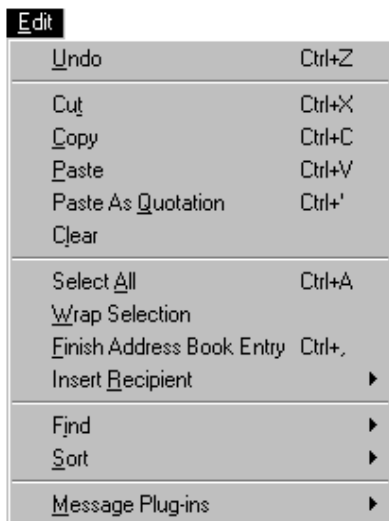 Edit
Undo Ctrl+Z
Cut Ctrl+X
Copy Ctrl+C
Paste Ctrl+V
Paste As Quotation Ctrl+'
Clear
Select All Ctrl+A
Wrap Selection
Finish Address Book Entry Ctrl+,
Insert Recipient
Find
Sort
Message Plug-ins